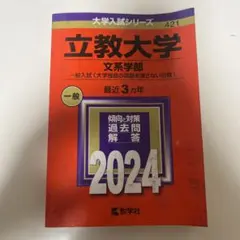 大学入試シリーズ
421
立教大学
文系学部
一般入試〈大学独自の英語を課さない日程〉
最近3カ年
一般
傾向と対策
過去問
解答
2024
教学社